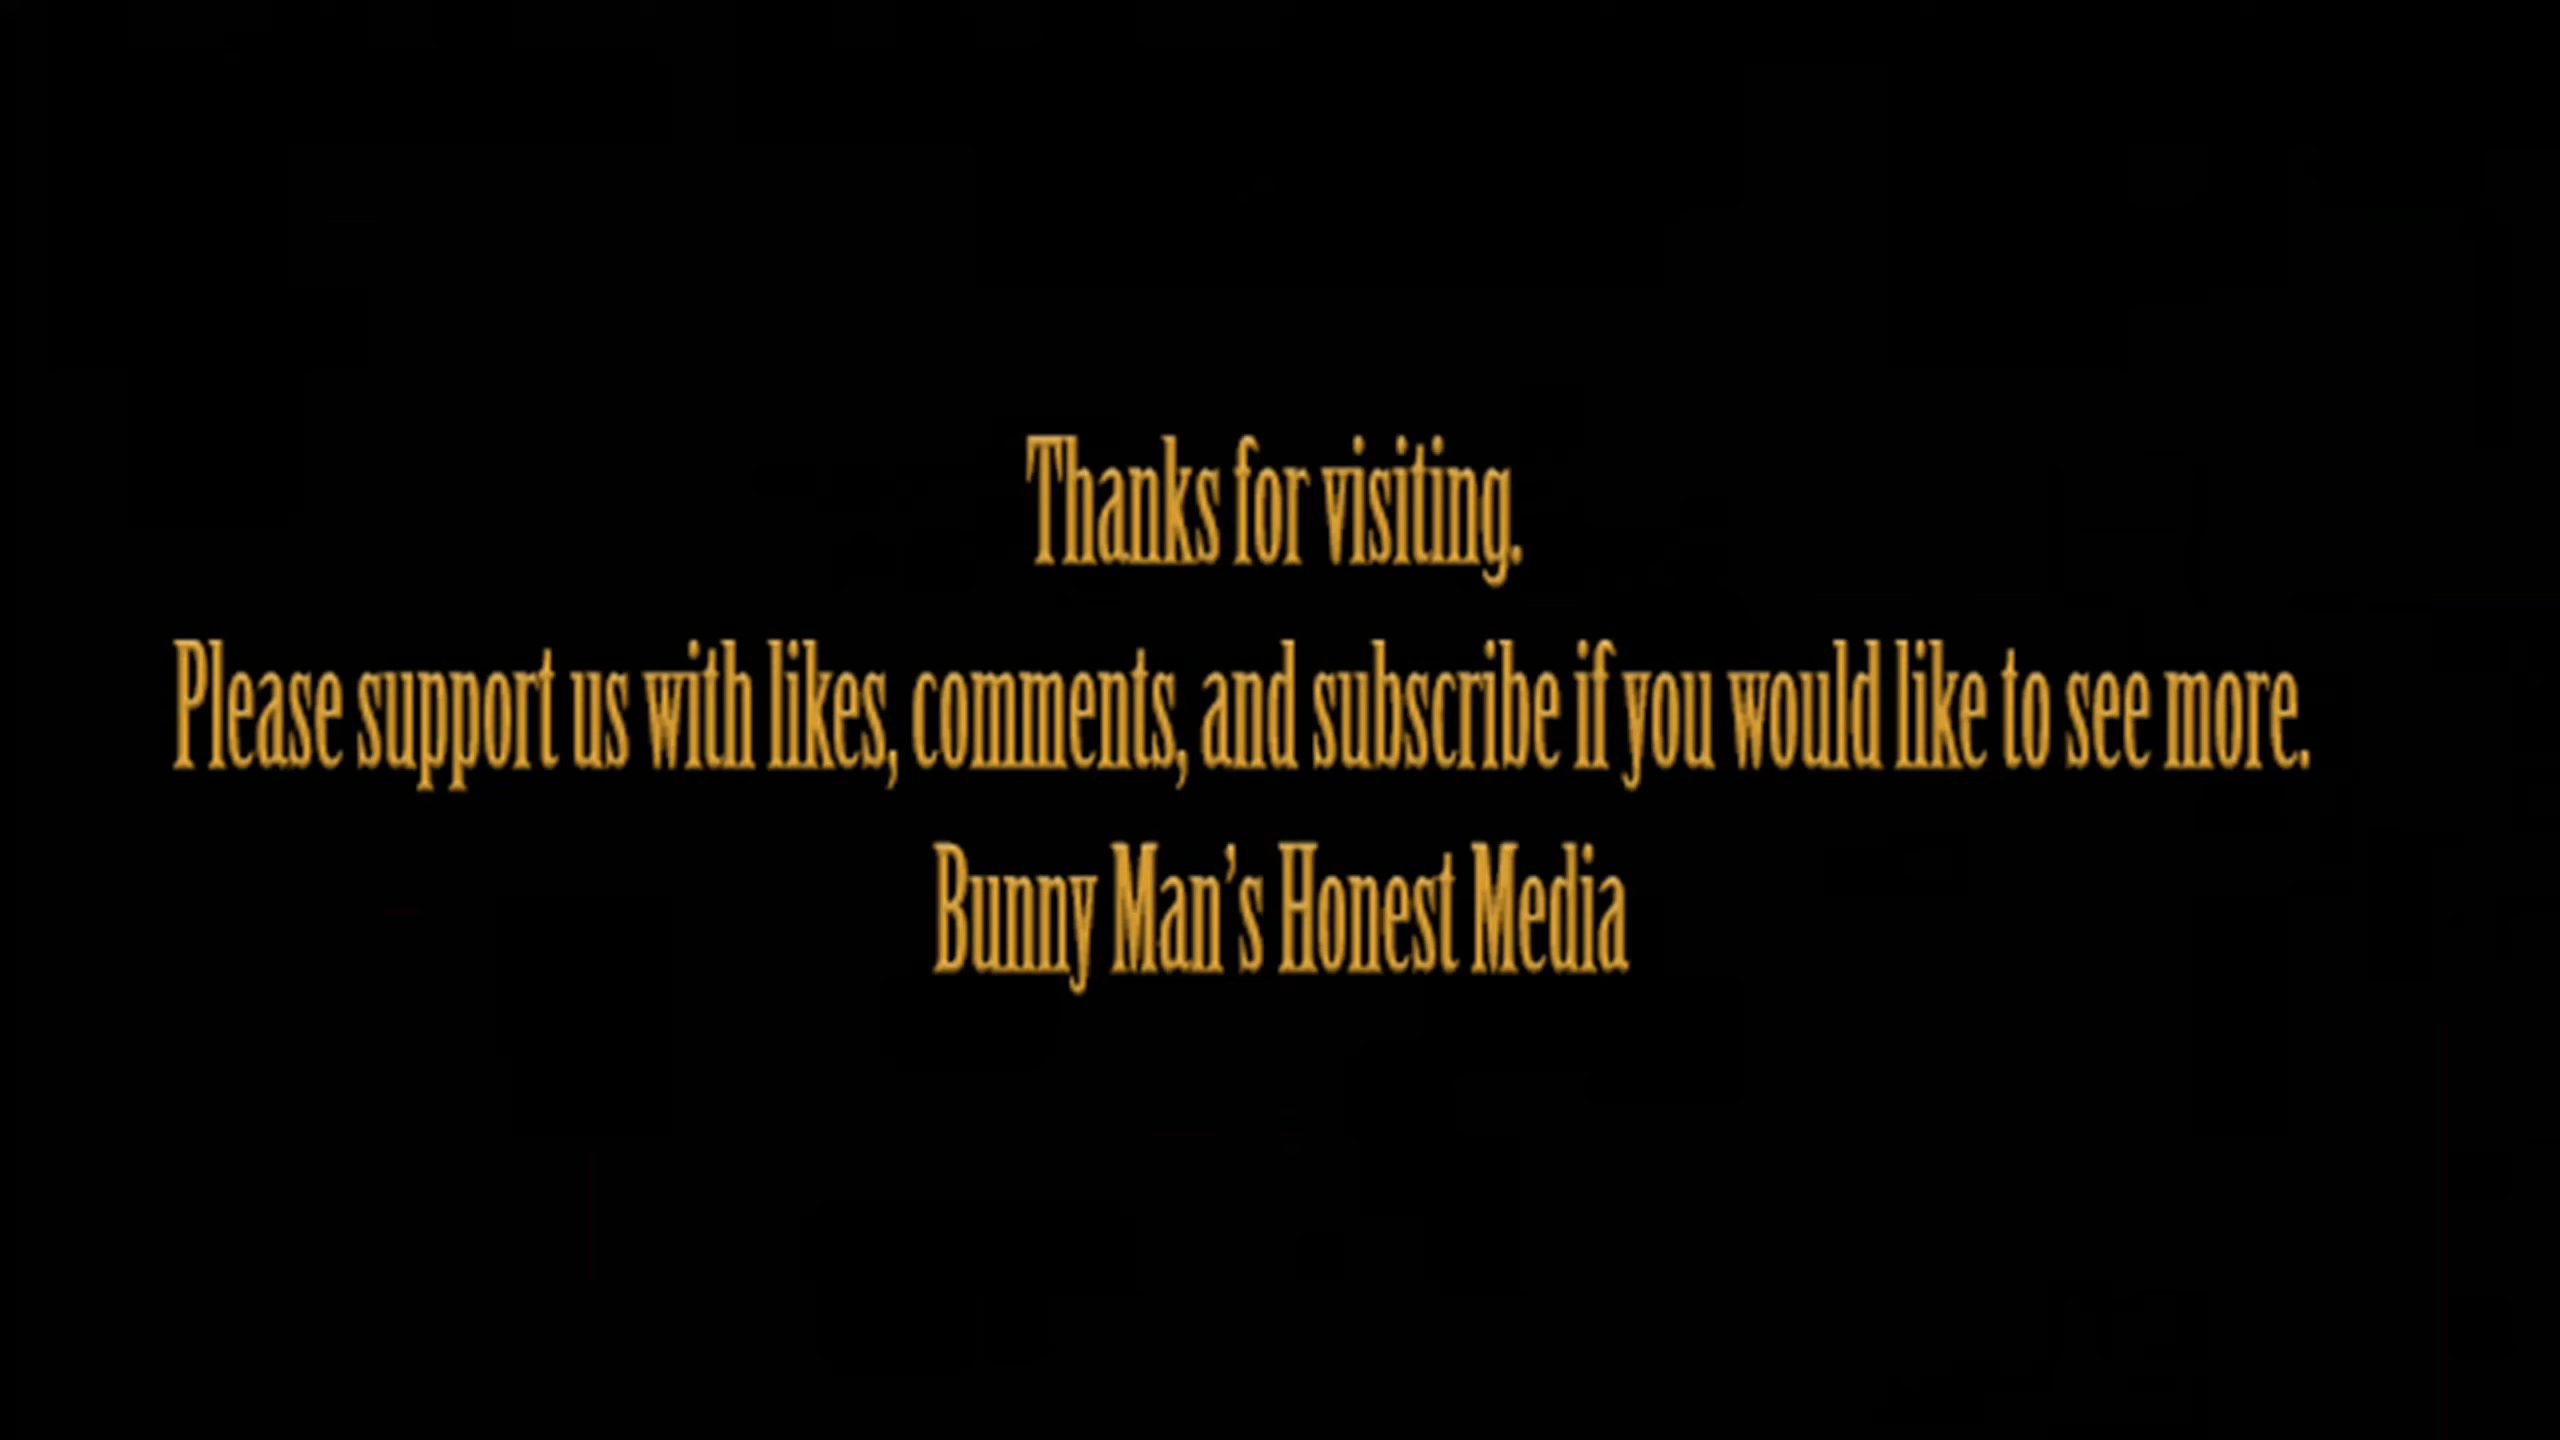 Thanks for visiting.
Please support us with likes, comments, and subscribe if you would like to see more.
Bunny Man’s Honest Media